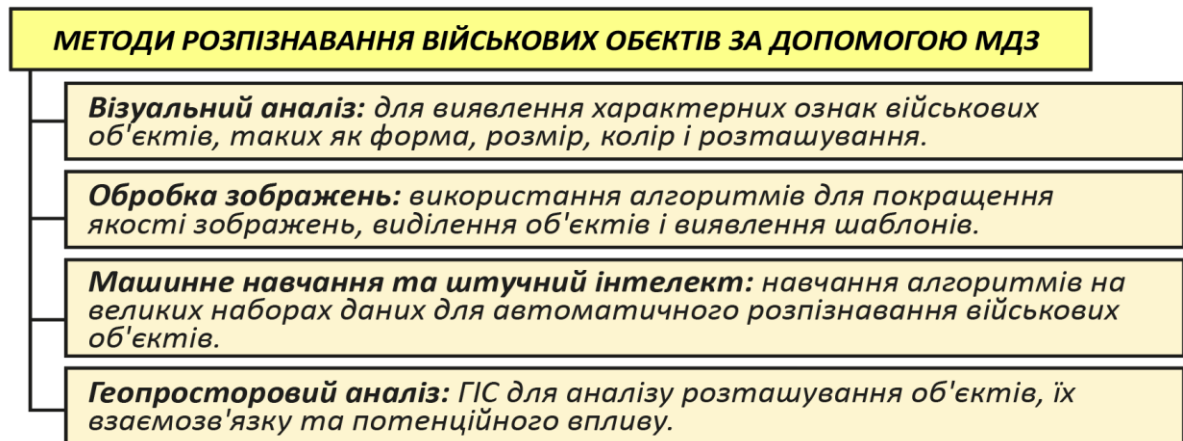 МЕТОДИ РОЗПІЗНАВАННЯ ВІЙСЬКОВИХ ОБЄКТІВ ЗА ДОПОМОГОЮ МДЗ
Візуальний аналіз: для виявлення характерних ознак військових
об'єктів, таких як форма, розмір, колір і розташування.
Обробка зображень: використання алгоритмів для покращення
якості зображень, виділення об'єктів і виявлення шаблонів.
Машинне навчання та штучний інтелект: навчання алгоритмів на
великих наборах даних для автоматичного розпізнавання військових
об'єктів.
Геопросторовий аналіз: ГІС для аналізу розташування об'єктів, їх
взаємозв'язку та потенційного впливу.